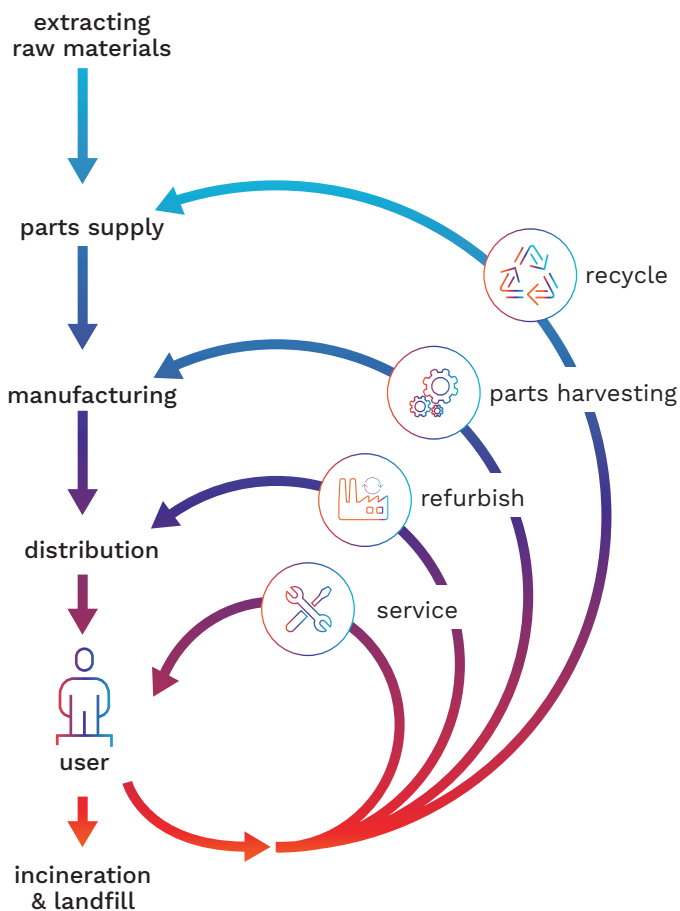 extracting
raw materials
parts supply
recycle
manufacturing
parts harvesting
refurbish
distribution
service
user
incineration
& landfill